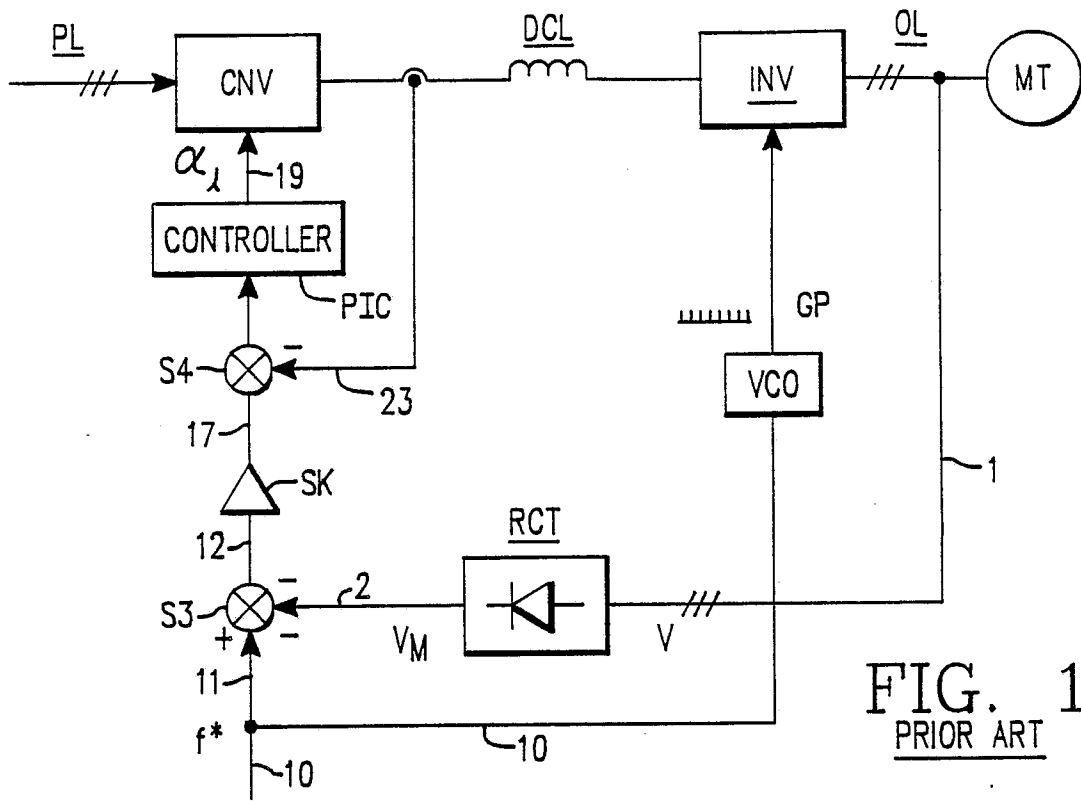 PL
DCL
OL
CNV
INV
MT
α1
19
CONTROLLER
PIC
GP
S4
−
23
VCO
17
SK
1
12
RCT
S3
−
2
+
−
VM
V
11
f*
10
10
FIG. 1
PRIOR ART